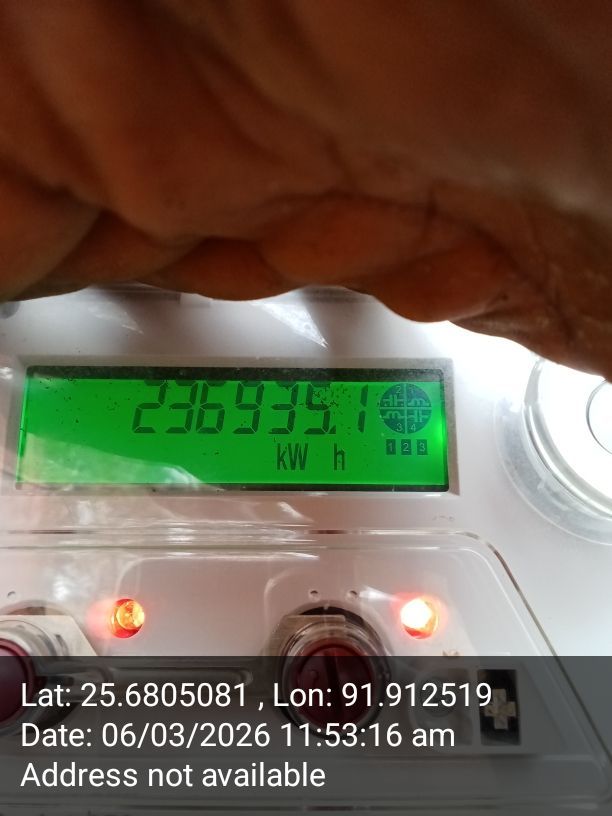 236935.1
kW h
1 2 3
Lat: 25.6805081 , Lon: 91.912519
Date: 06/03/2026 11:53:16 am
Address not available